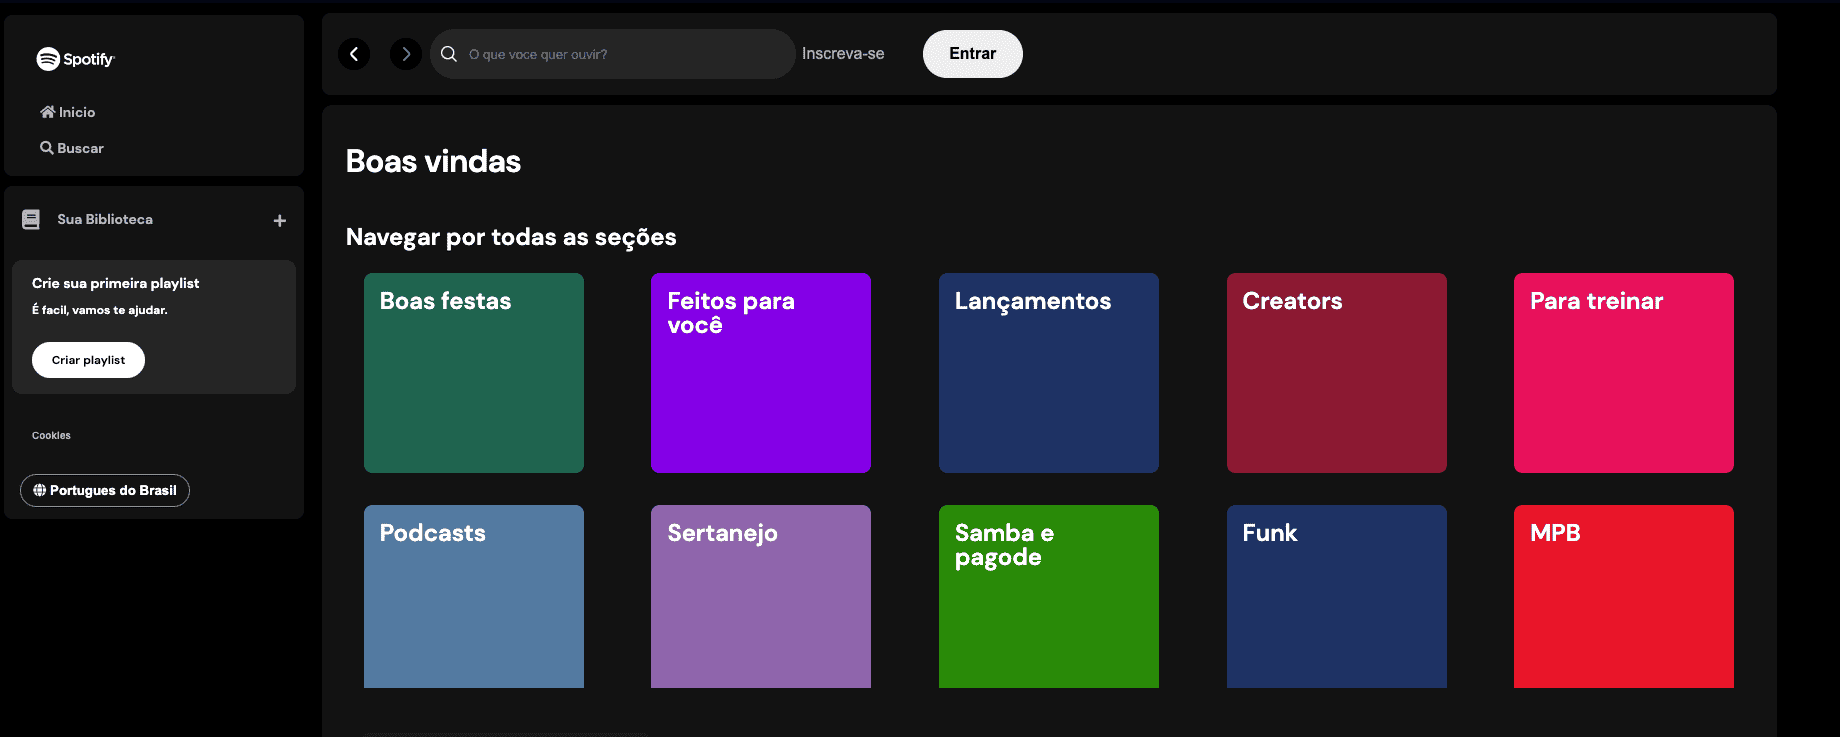 Spotify
Inicio
Buscar
Sua Biblioteca
Crie sua primeira playlist
É facil, vamos te ajudar.
Criar playlist
Cookies
Portugues do Brasil
O que voce quer ouvir?
Inscreva-se
Entrar
Boas vindas
Navegar por todas as seções
Boas festas
Feitos para
você
Lançamentos
Creators
Para treinar
Podcasts
Sertanejo
Samba e
pagode
Funk
MPB